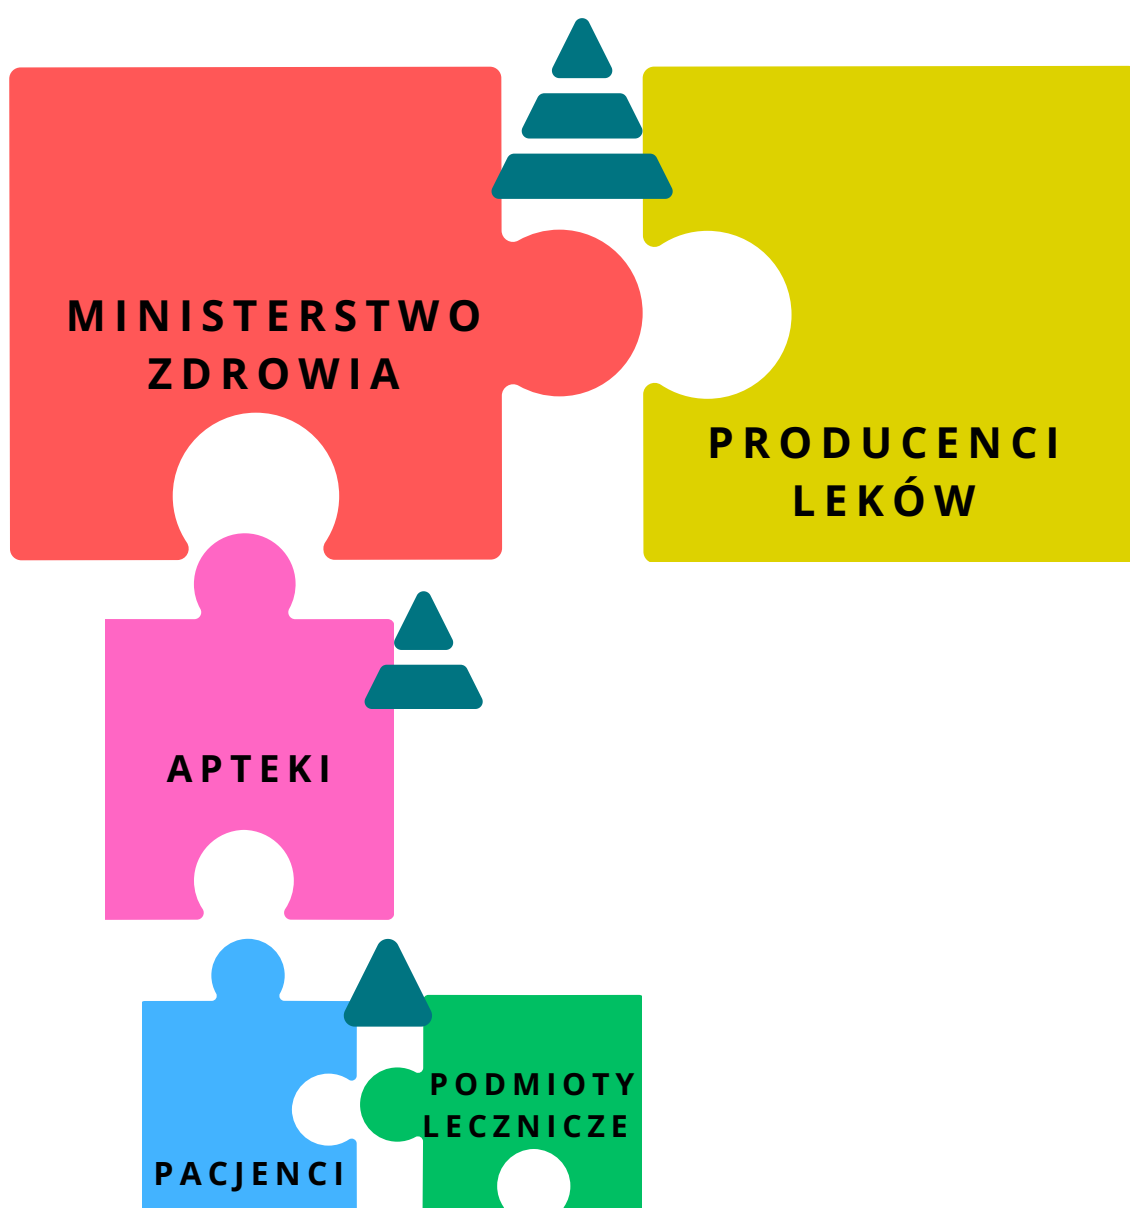 MINISTERSTWO
ZDROWIA
PRODUCENCI
LEKÓW
APTEKI
PODMIOTY
LECZNICZE
PACJENCI